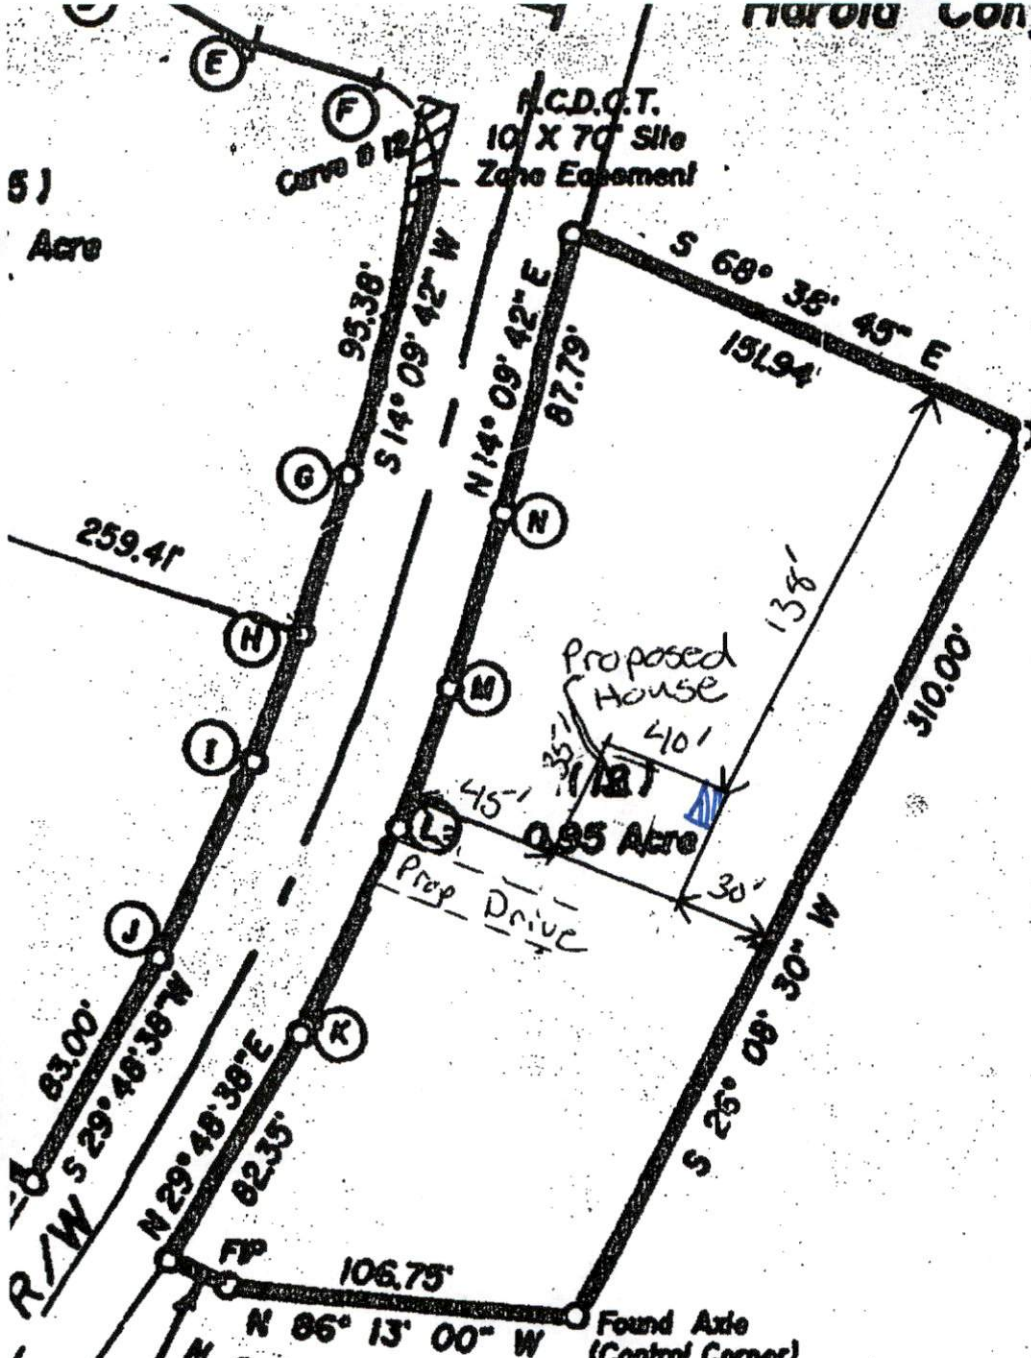 Harold Con
E
F
Curve # 12
N.C.D.O.T.
10' X 70' Site
Zone Easement
5)
Acre
95.38'
S 14° 09' 42" W
N 14° 09' 42" E
87.79'
S 68° 38' 45" E
151.94'
G
N
259.41'
H
M
I
138'
310.00'
Proposed
House
35'
40'
45'
L
0.95 Acre
30'
Prop Drive
J
K
83.00'
S 29° 48' 38" W
N 29° 48' 38" E
82.35'
S 25° 08' 30" W
R/W
FIP
106.75'
N 86° 13' 00" W
Found Axle
(Control Corner)